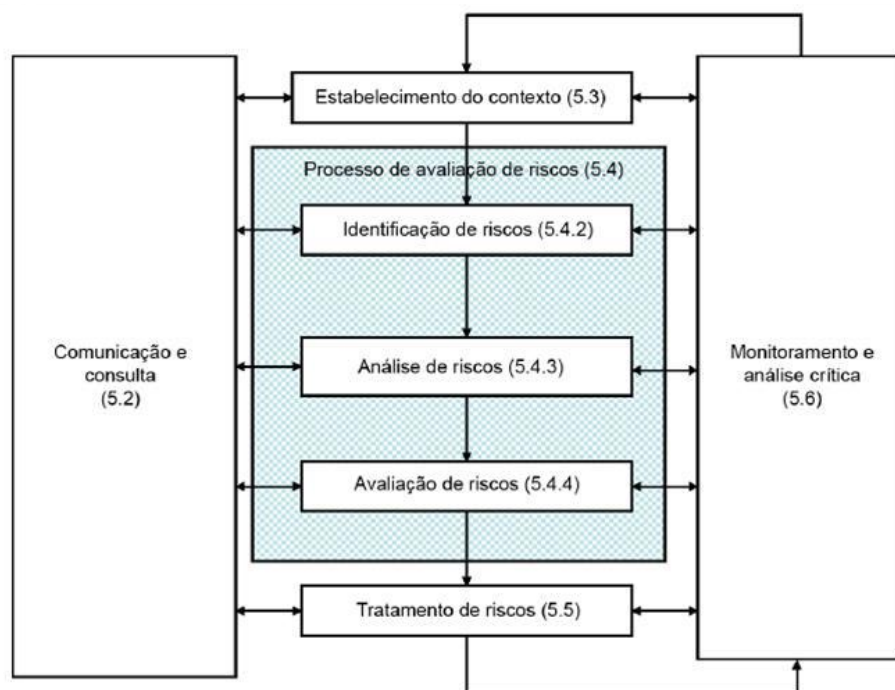 Estabelecimento do contexto (5.3)
Processo de avaliação de riscos (5.4)
Identificação de riscos (5.4.2)
Comunicação e
consulta
(5.2)
Análise de riscos (5.4.3)
Monitoramento e
análise crítica
(5.6)
Avaliação de riscos (5.4.4)
Tratamento de riscos (5.5)